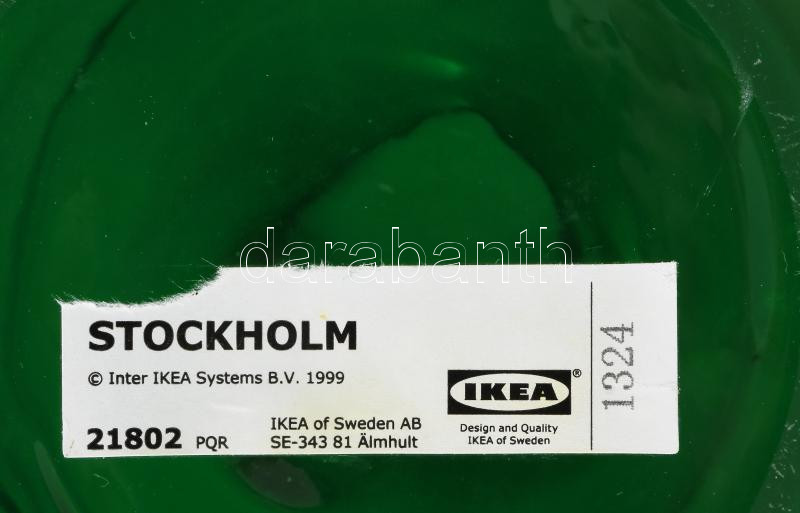 darabanth
STOCKHOLM
© Inter IKEA Systems B.V. 1999
21802 PQR
IKEA of Sweden AB
SE-343 81 Älmhult
IKEA®
Design and Quality
IKEA of Sweden
1324